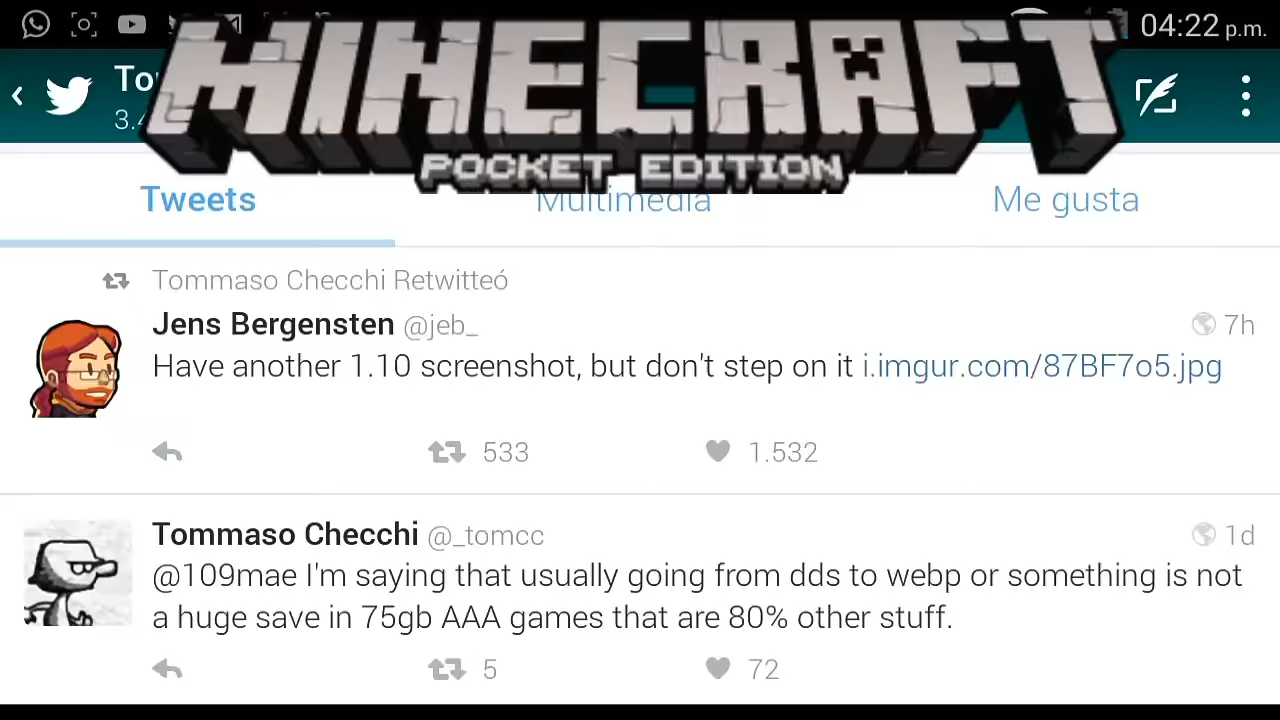 04:22 p.m.
MINECRAFT
POCKET EDITION
Tweets
Multimedia
Me gusta
Tommaso Checchi Retwitteó
Jens Bergensten @jeb_
7h
Have another 1.10 screenshot, but don't step on it i.imgur.com/87BF7o5.jpg
533
1.532
Tommaso Checchi @_tomcc
1d
@109mae I'm saying that usually going from dds to webp or something is not
a huge save in 75gb AAA games that are 80% other stuff.
5
72